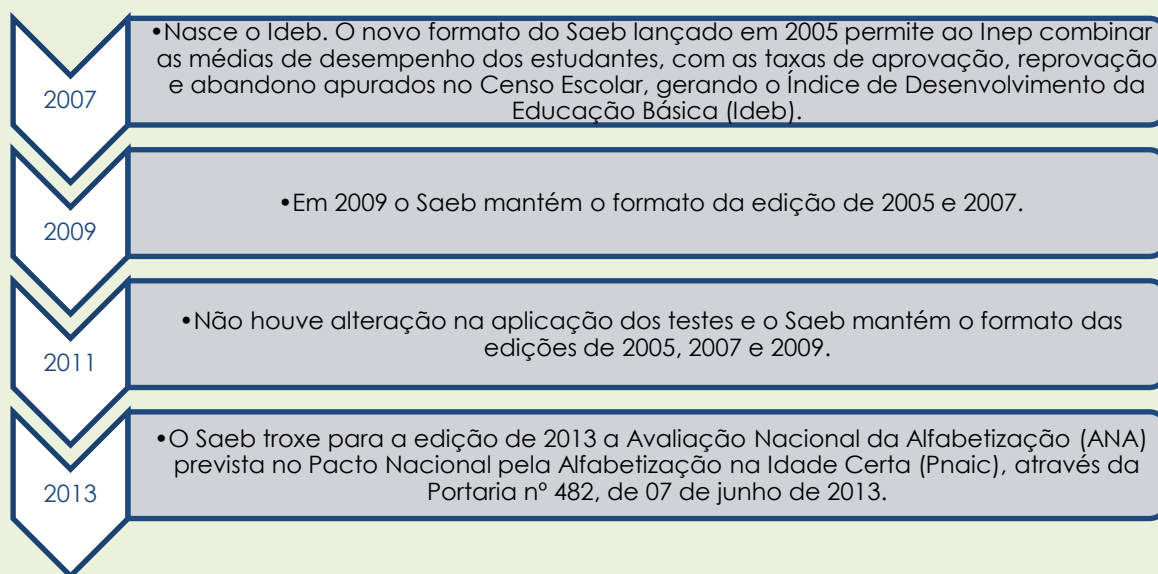 2007
•Nasce o Ideb. O novo formato do Saeb lançado em 2005 permite ao Inep combinar
as médias de desempenho dos estudantes, com as taxas de aprovação, reprovação
e abandono apurados no Censo Escolar, gerando o Índice de Desenvolvimento da
Educação Básica (Ideb).
2009
•Em 2009 o Saeb mantém o formato da edição de 2005 e 2007.
2011
•Não houve alteração na aplicação dos testes e o Saeb mantém o formato das
edições de 2005, 2007 e 2009.
2013
•O Saeb troxe para a edição de 2013 a Avaliação Nacional da Alfabetização (ANA)
prevista no Pacto Nacional pela Alfabetização na Idade Certa (Pnaic), através da
Portaria nº 482, de 07 de junho de 2013.